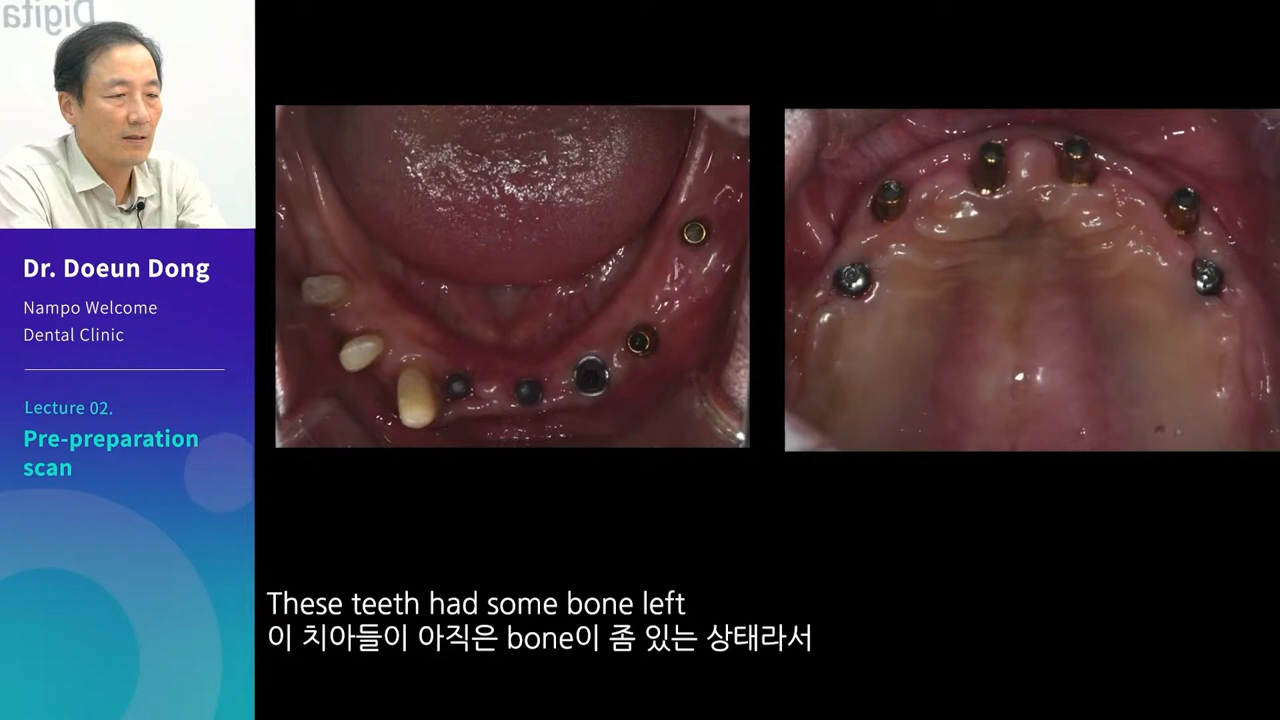 Digita
Dr. Doeun Dong
Nampo Welcome
Dental Clinic
Lecture 02.
Pre-preparation
scan
These teeth had some bone left
이 치아들이 아직은 bone이 좀 있는 상태라서